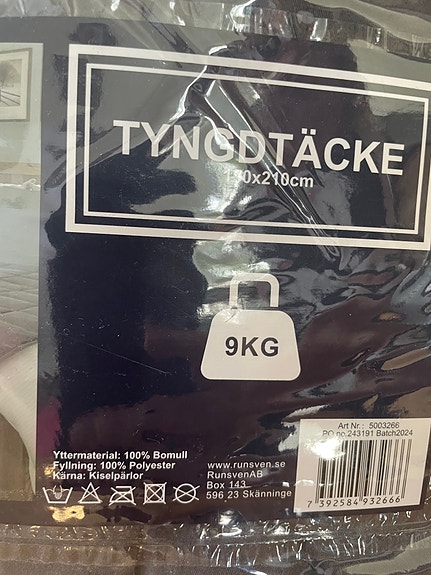 TYNGDTÄCKE
x210cm
9KG
Art Nr.: 5003266
PO no.243191 Batch2024
Yttermaterial: 100% Bomull
Fyllning: 100% Polyester
Kärna: Kiselpärlor
www.runsven.se
RunsvenAB
Box 143
596 23 Skänninge
7 392584 932666